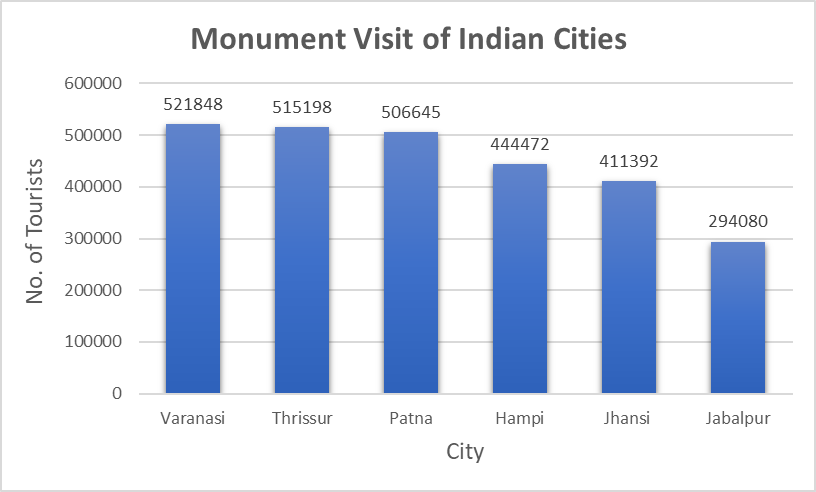 Monument Visit of Indian Cities
No. of Tourists
600000
500000
400000
300000
200000
100000
0
521848
515198
506645
444472
411392
294080
Varanasi
Thrissur
Patna
Hampi
Jhansi
Jabalpur
City